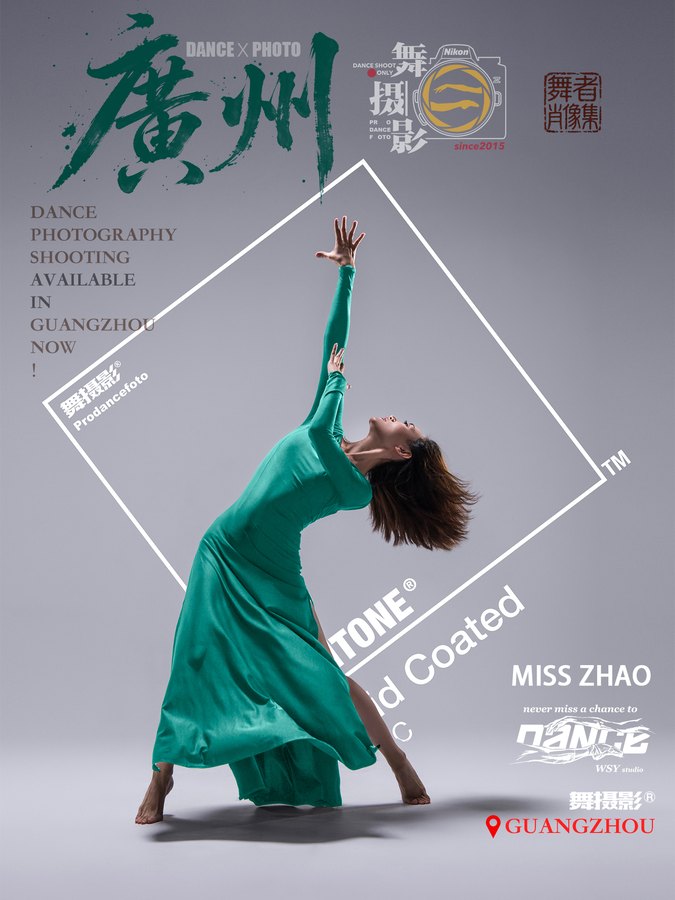 廣州
DANCE X PHOTO
DANCE SHOOT
ONLY
舞摄影
PRO
DANCE
FOTO
Nikon
since2015
舞者
肖像集
DANCE
PHOTOGRAPHY
SHOOTING
AVAILABLE
IN
GUANGZHOU
NOW
!
舞摄影®
Prodancefoto
TM
TONE®
id Coated
C
MISS ZHAO
never miss a chance to
DANCE
WSY studio
舞摄影®
GUANGZHOU